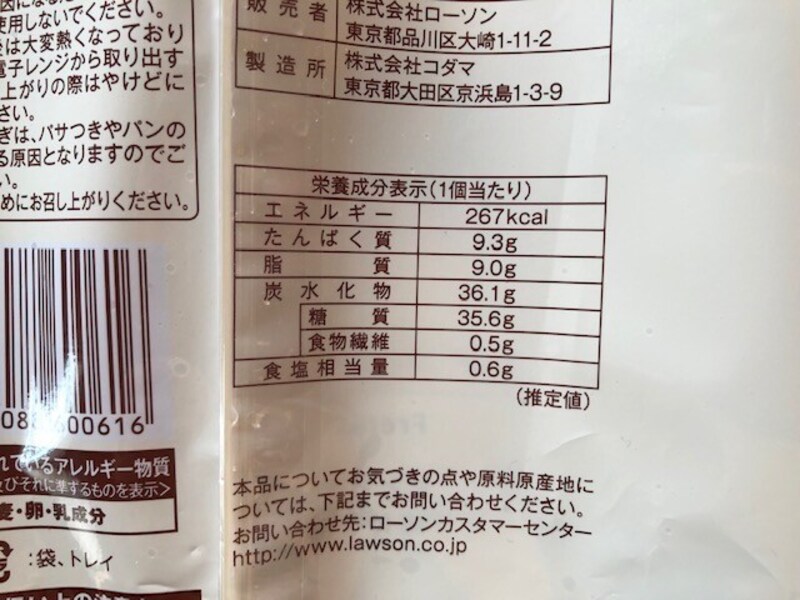 使用しないでください。
は大変熱くなっており
電子レンジから取り出す
上がりの際はやけどに
さい。
ぎは、パサつきやパンの
る原因となりますのでご
い。
めにお召し上がりください。
00616
れているアレルギー物質
及びそれに準ずるものを表示>
麦・卵・乳成分
:袋、トレイ
販売者 株式会社ローソン
東京都品川区大崎1-11-2
製造所 株式会社コダマ
東京都大田区京浜島1-3-9
栄養成分表示(1個当たり)
エネルギー 267kcal
たんぱく質 9.3g
脂質 9.0g
炭水化物 36.1g
糖質 35.6g
食物繊維 0.5g
食塩相当量 0.6g
(推定値)
本品についてお気づきの点や原料原産地に
ついては、下記までお問い合わせください。
お問い合わせ先:ローソンカスタマーセンター
http://www.lawson.co.jp